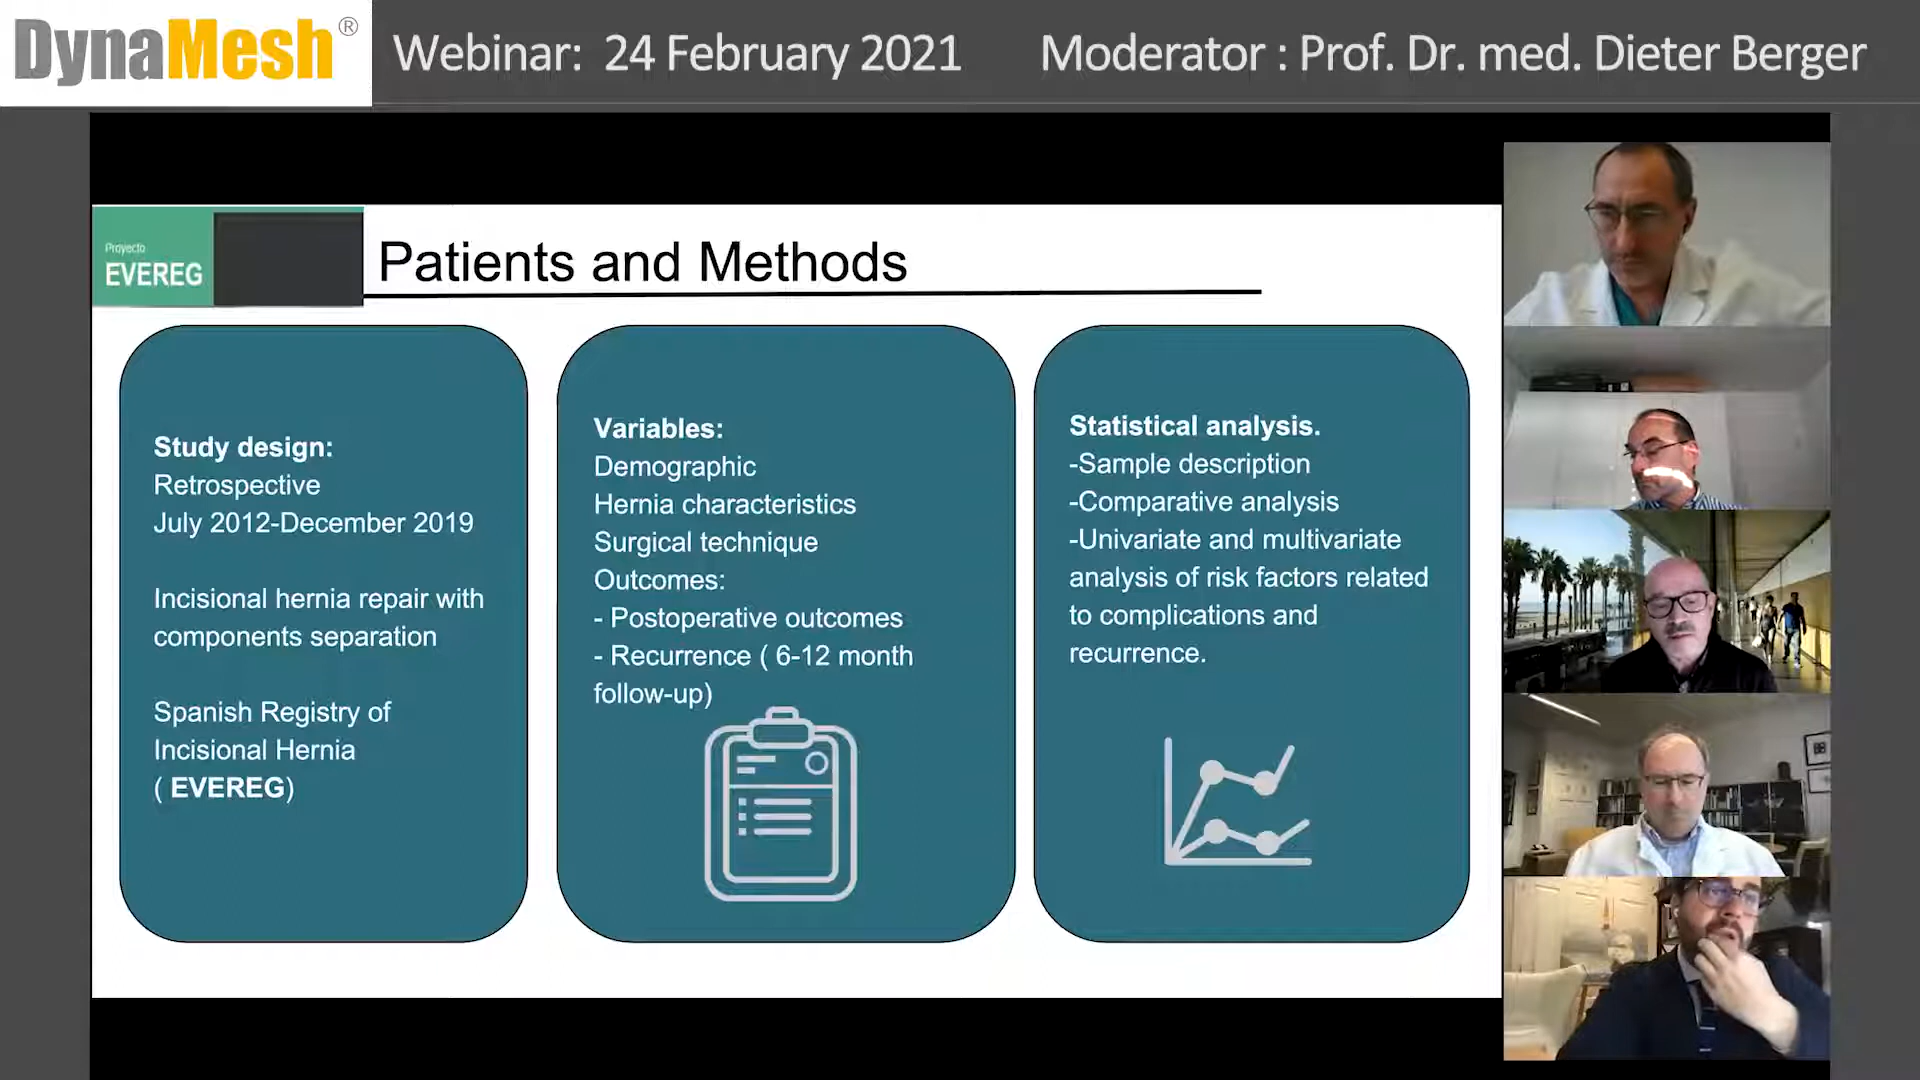 DynaMesh®
Webinar: 24 February 2021
Moderator : Prof. Dr. med. Dieter Berger
Proyecto
EVEREG
Patients and Methods
Study design:
Retrospective
July 2012-December 2019
Incisional hernia repair with
components separation
Spanish Registry of
Incisional Hernia
( EVEREG)
Variables:
Demographic
Hernia characteristics
Surgical technique
Outcomes:
- Postoperative outcomes
- Recurrence ( 6-12 month
follow-up)
Statistical analysis.
-Sample description
-Comparative analysis
-Univariate and multivariate
analysis of risk factors related
to complications and
recurrence.